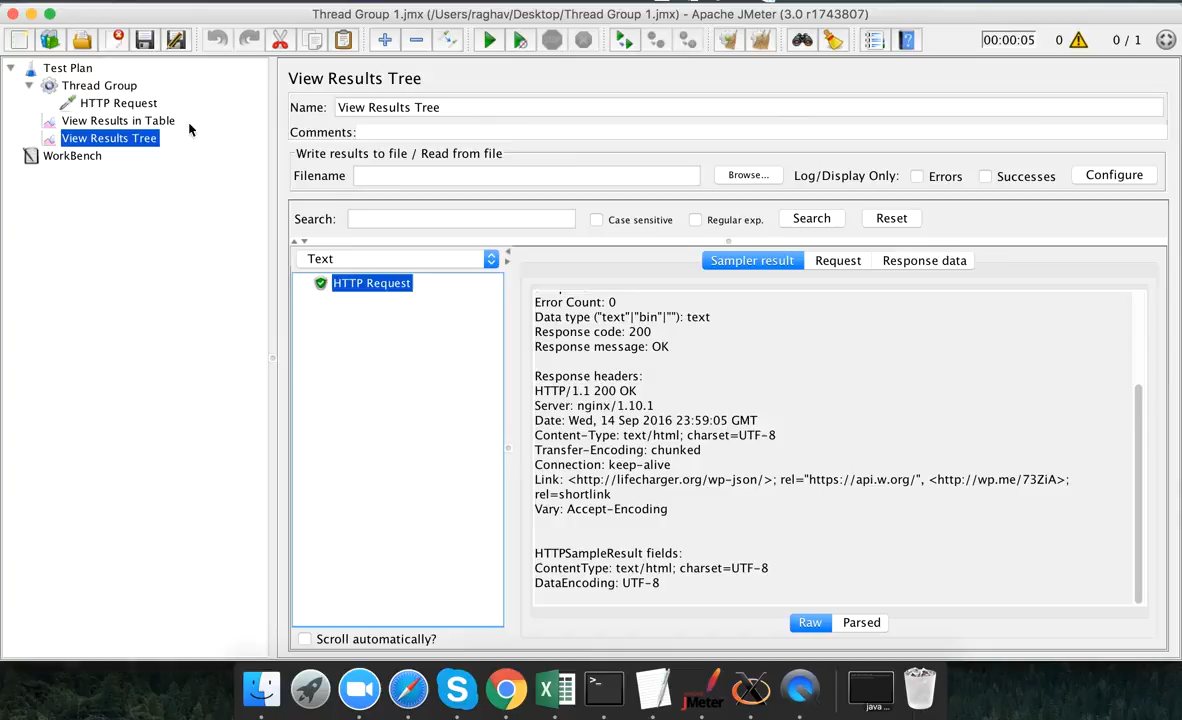 Thread Group 1.jmx (/Users/raghav/Desktop/Thread Group 1.jmx) - Apache JMeter (3.0 r1743807)
00:00:05 0 0 / 1
Test Plan
Thread Group
HTTP Request
View Results in Table
View Results Tree
WorkBench
View Results Tree
Name: View Results Tree
Comments:
Write results to file / Read from file
Filename Browse... Log/Display Only: Errors Successes Configure
Search: Case sensitive Regular exp. Search Reset
Text
HTTP Request
Scroll automatically?
Sampler result Request Response data
Error Count: 0
Data type ("text"|"bin"|""): text
Response code: 200
Response message: OK
Response headers:
HTTP/1.1 200 OK
Server: nginx/1.10.1
Date: Wed, 14 Sep 2016 23:59:05 GMT
Content-Type: text/html; charset=UTF-8
Transfer-Encoding: chunked
Connection: keep-alive
Link: <http://lifecharger.org/wp-json/>; rel="https://api.w.org/", <http://wp.me/73ZiA>;
rel=shortlink
Vary: Accept-Encoding
HTTPSampleResult fields:
ContentType: text/html; charset=UTF-8
DataEncoding: UTF-8
Raw Parsed
JMeter
java ...